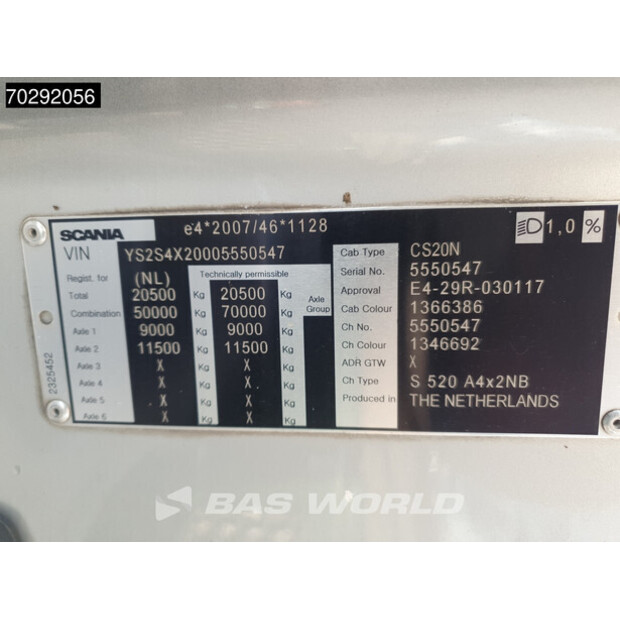 70292056
SCANIA e4*2007/46*1128 1,0 %
VIN YS2S4X20005550547
Regist. for (NL) Technically permissible
Total 20500 Kg 20500 Kg Axle Group
Combination 50000 Kg 70000 Kg
Axle 1 9000 Kg 9000 Kg
Axle 2 11500 Kg 11500 Kg
Axle 3 X Kg X Kg
Axle 4 X Kg X. Kg
Axle 5 X Kg X Kg
Axle 6 X Kg X Kg
Cab Type CS20N
Serial No. 5550547
Approval E4-29R-030117
Cab Colour 1366386
Ch No. 5550547
Ch Colour 1346692
ADR GTW X
Ch Type S 520 A4x2NB
Produced in THE NETHERLANDS
2325452
BAS WORLD